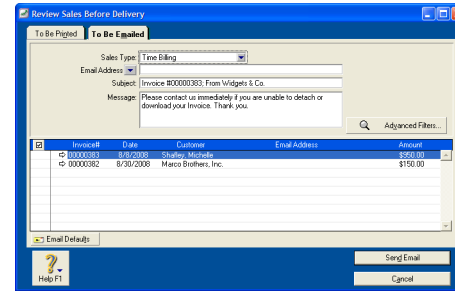 Review Sales Before Delivery
To Be Printed To Be Emailed
Sales Type: Time Billing
Email Address
Subject: Invoice #00000383; From Widgets & Co.
Message: Please contact us immediately if you are unable to detach or
download your Invoice. Thank you.
Advanced Filters...
Invoice# Date Customer Email Address Amount
00000383 8/8/2008 Shafley, Michelle $950.00
00000382 8/30/2008 Marco Brothers, Inc. $150.00
Email Defaults
Send Email
Help F1
Cancel